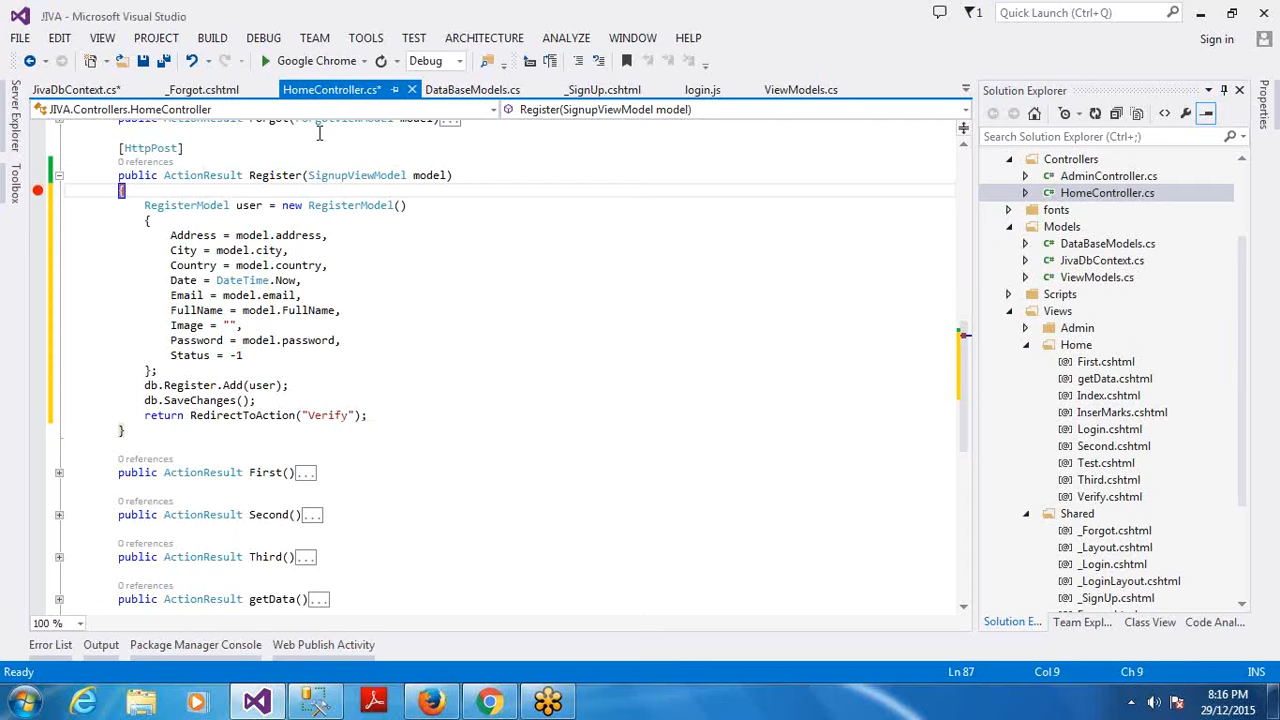 JIVA - Microsoft Visual Studio
1
Quick Launch (Ctrl+Q)
FILE EDIT VIEW PROJECT BUILD DEBUG TEAM TOOLS TEST ARCHITECTURE ANALYZE WINDOW HELP
Sign in
Google Chrome Debug
JivaDbContext.cs* _Forgot.cshtml HomeController.cs* DataBaseModels.cs _SignUp.cshtml login.js ViewModels.cs
JIVA.Controllers.HomeController Register(SignupViewModel model)
Server Explorer
Toolbox
public ActionResult Forgot(ForgotViewModel model)...
[HttpPost]
0 references
public ActionResult Register(SignupViewModel model)
{
RegisterModel user = new RegisterModel()
{
Address = model.address,
City = model.city,
Country = model.country,
Date = DateTime.Now,
Email = model.email,
FullName = model.FullName,
Image = "",
Password = model.password,
Status = -1
};
db.Register.Add(user);
db.SaveChanges();
return RedirectToAction("Verify");
}
0 references
public ActionResult First()...
0 references
public ActionResult Second()...
0 references
public ActionResult Third()...
0 references
public ActionResult getData()...
100 %
Solution Explorer
Search Solution Explorer (Ctrl+;)
Controllers
AdminController.cs
HomeController.cs
fonts
Models
DataBaseModels.cs
JivaDbContext.cs
ViewModels.cs
Scripts
Views
Admin
Home
First.cshtml
getData.cshtml
Index.cshtml
InserMarks.cshtml
Login.cshtml
Second.cshtml
Test.cshtml
Third.cshtml
Verify.cshtml
Shared
_Forgot.cshtml
_Layout.cshtml
_Login.cshtml
_LoginLayout.cshtml
_SignUp.cshtml
Solution E... Team Expl... Class View Code Anal...
Properties
Error List Output Package Manager Console Web Publish Activity
Ready Ln 87 Col 9 Ch 9 INS
8:16 PM
29/12/2015